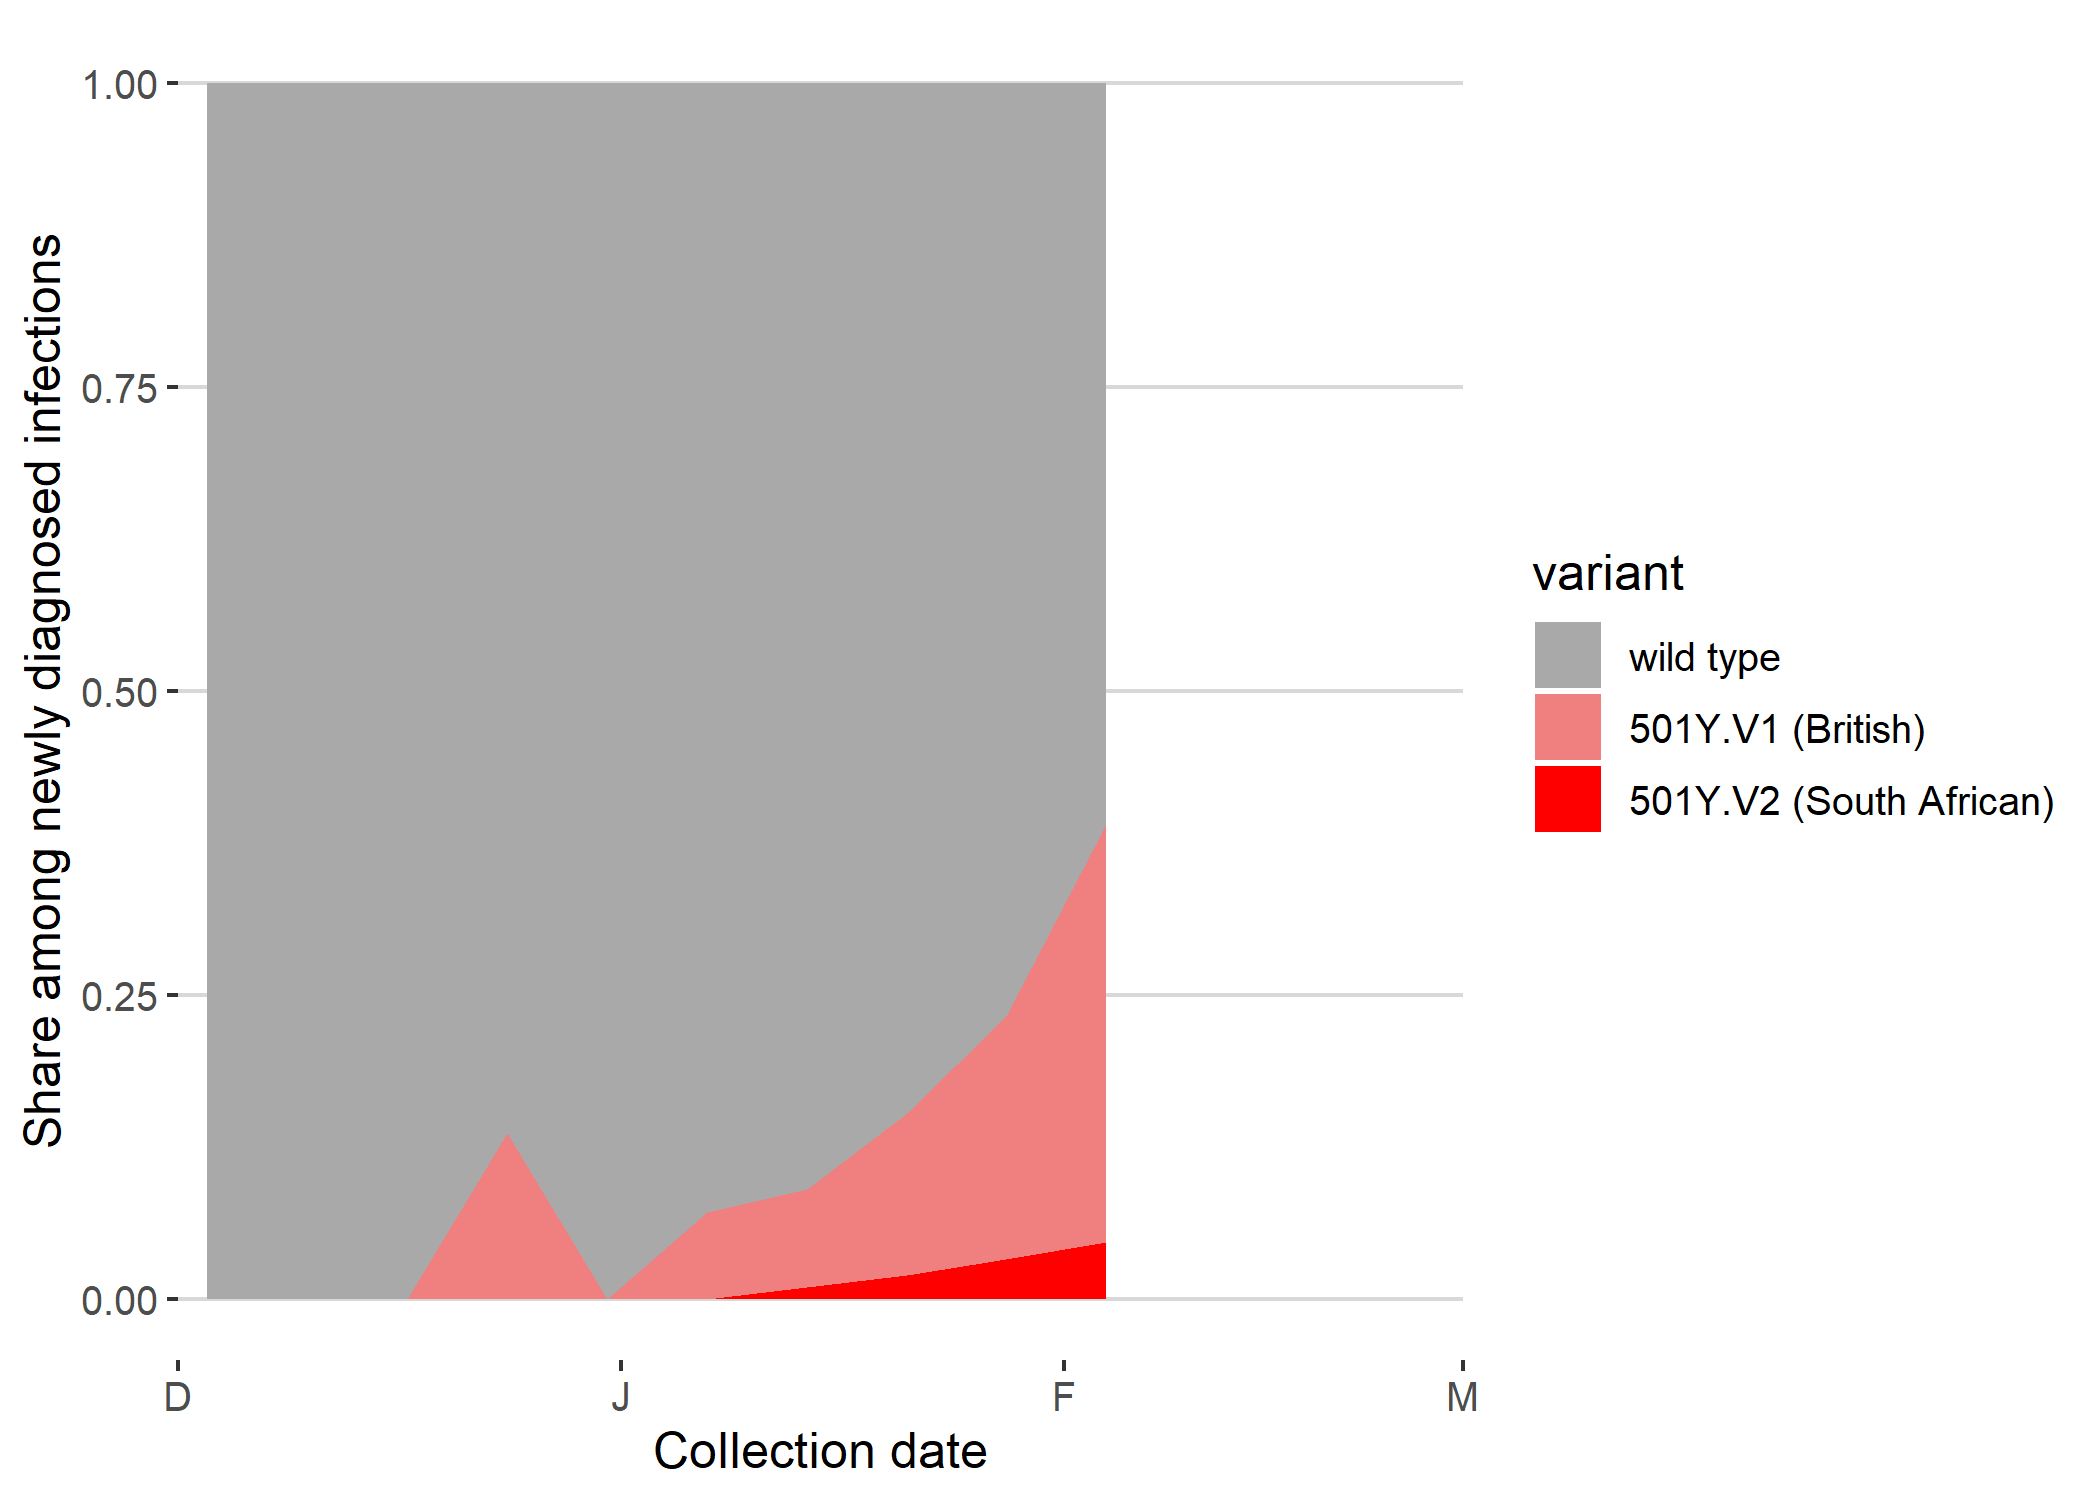 Share among newly diagnosed infections
1.00
0.75
0.50
0.25
0.00
D J F M
Collection date
variant
wild type
501Y.V1 (British)
501Y.V2 (South African)